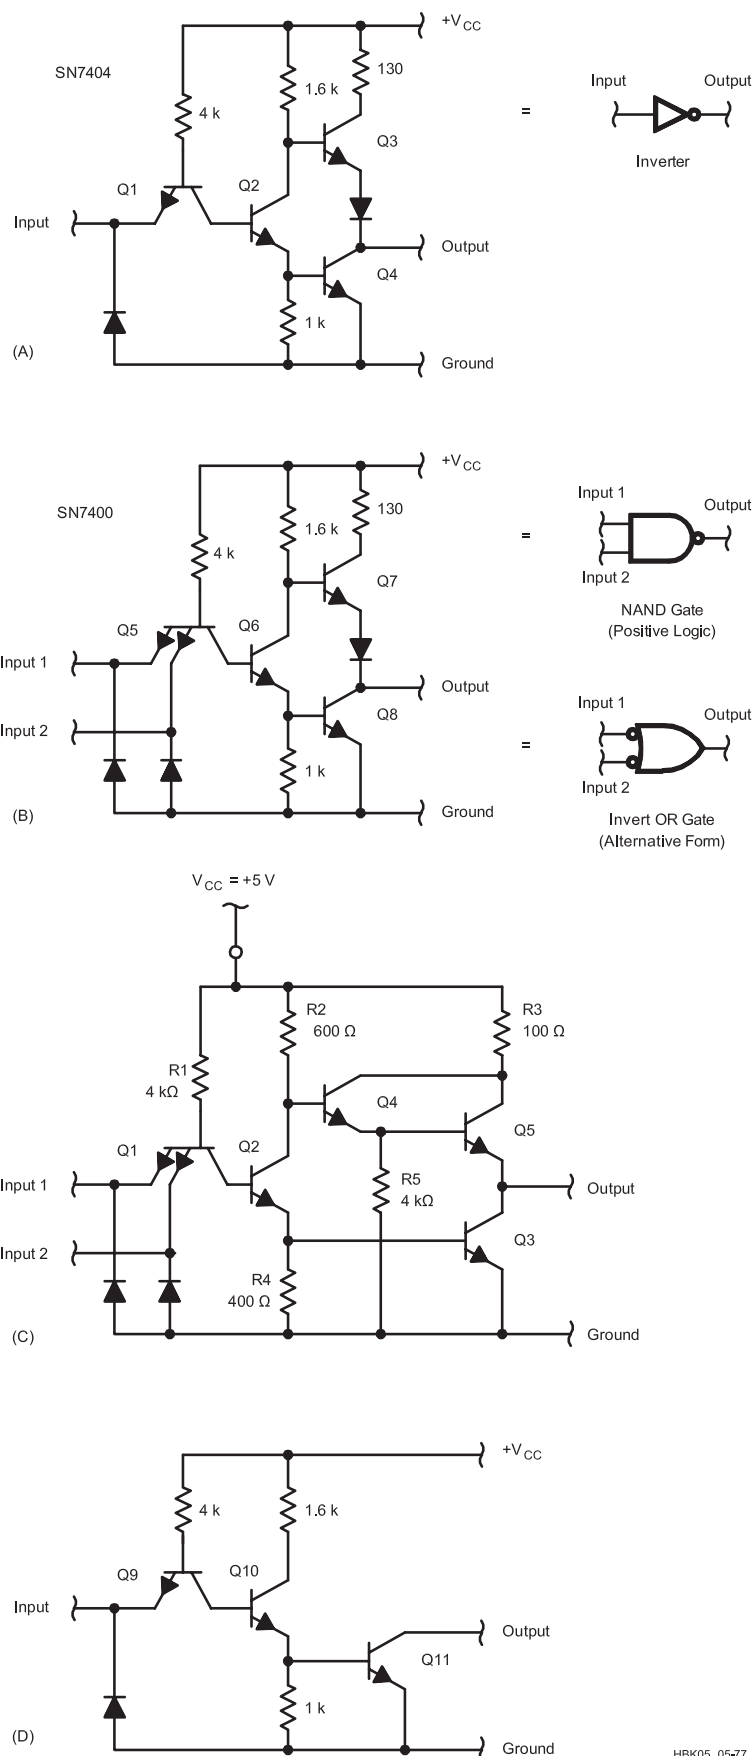 +VCC
SN7404
4 k
1.6 k
130
Q1
Q2
Q3
Q4
Input
Output
1 k
Ground
(A)
=
Input
Output
Inverter
+VCC
SN7400
4 k
1.6 k
130
Q5
Q6
Q7
Q8
Input 1
Input 2
Output
1 k
Ground
(B)
=
Input 1
Output
Input 2
NAND Gate
(Positive Logic)
=
Input 1
Output
Input 2
Invert OR Gate
(Alternative Form)
VCC = +5 V
R2
600 Ω
R3
100 Ω
R1
4 kΩ
Q1
Q2
Q4
Q5
Input 1
R5
4 kΩ
Output
Input 2
Q3
R4
400 Ω
Ground
(C)
+VCC
4 k
1.6 k
Q9
Q10
Input
Output
Q11
1 k
(D)
Ground
HBK05_05-77